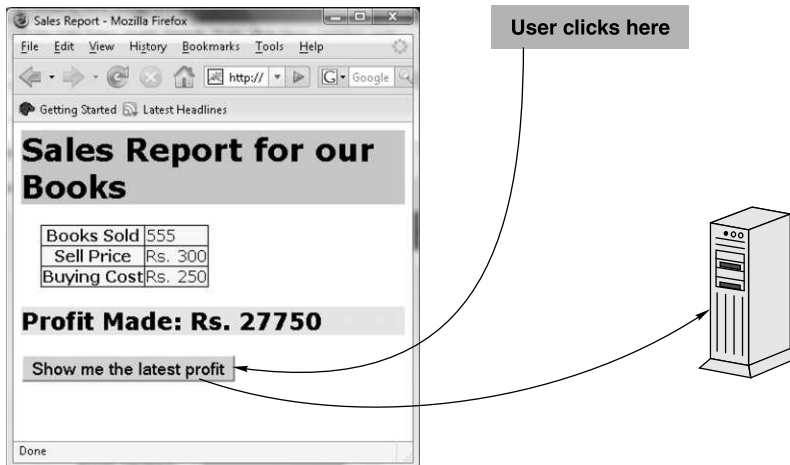 Sales Report - Mozilla Firefox
User clicks here
File Edit View History Bookmarks Tools Help
http:// G Google
Getting Started Latest Headlines
Sales Report for our
Books
Books Sold 555
Sell Price Rs. 300
Buying Cost Rs. 250
Profit Made: Rs. 27750
Show me the latest profit
Done